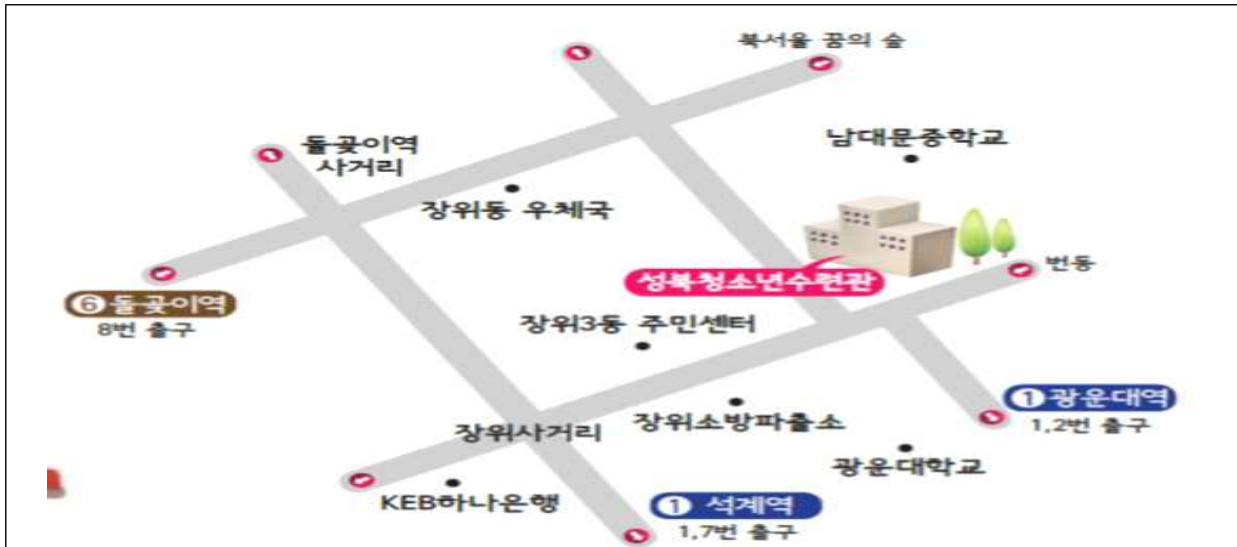 북서울 꿈의 숲
남대문중학교
돌곶이역
사거리
장위동 우체국
번동
성북청소년수련관
6 돌곶이역
8번 출구
장위3동 주민센터
1 광운대역
1,2번 출구
장위사거리
장위소방파출소
광운대학교
KEB하나은행
1 석계역
1,7번 출구